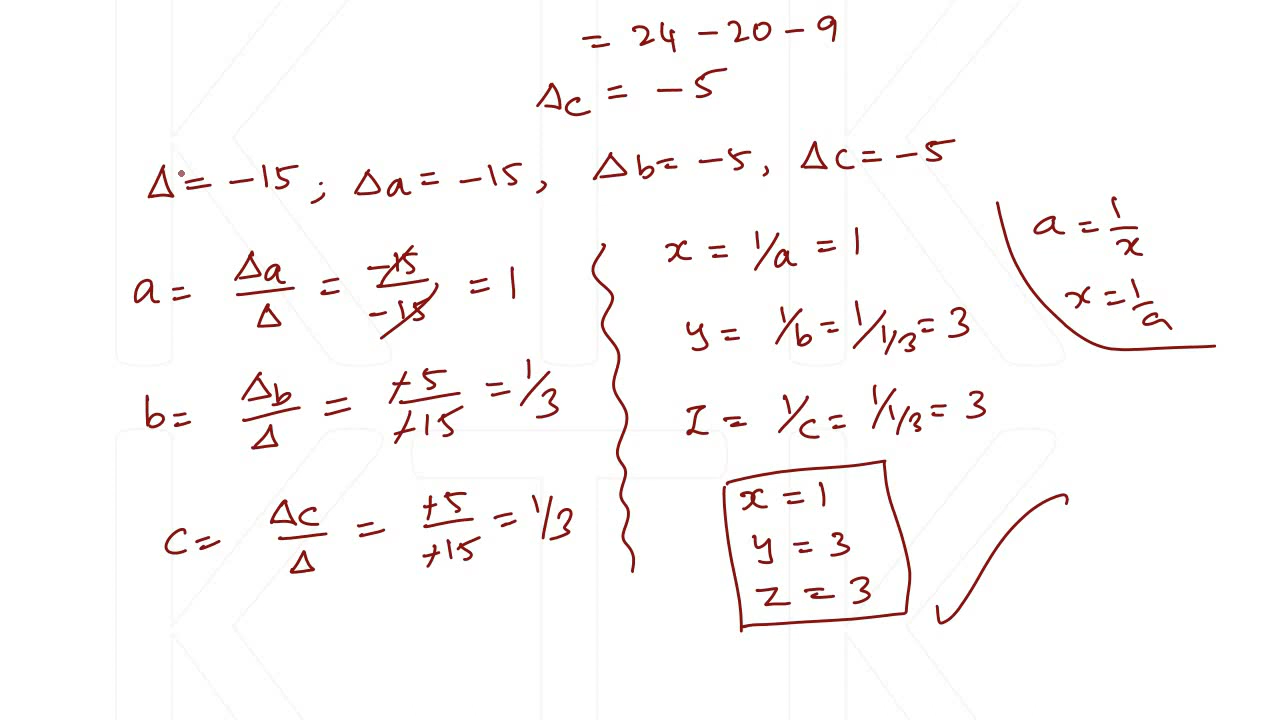 = 24 - 20 - 9
Δc = -5
Δ = -15 ; Δa = -15, Δb = -5, Δc = -5
a = Δa/Δ = -15/-15 = 1
b = Δb/Δ = +5/+15 = 1/3
c = Δc/Δ = +5/+15 = 1/3
x = 1/a = 1
y = 1/b = 1/1/3 = 3
z = 1/c = 1/1/3 = 3
x = 1
y = 3
z = 3
a = 1/x
x = 1/a